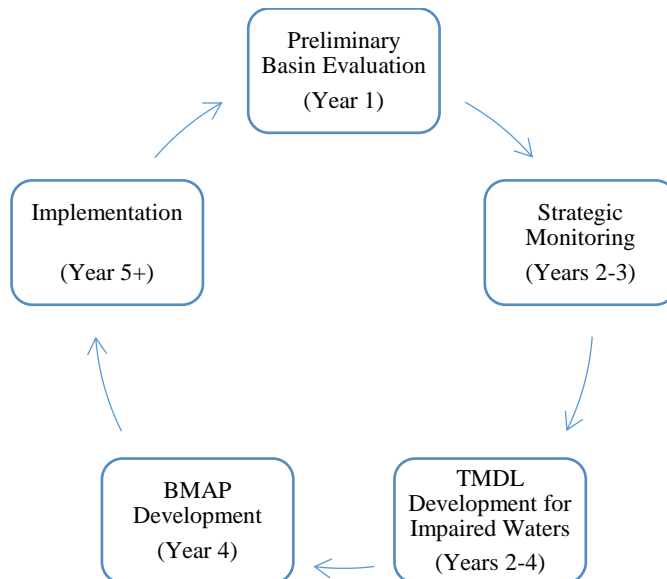 Preliminary
Basin Evaluation
(Year 1)
Strategic
Monitoring
(Years 2-3)
TMDL
Development for
Impaired Waters
(Years 2-4)
BMAP
Development
(Year 4)
Implementation
(Year 5+)